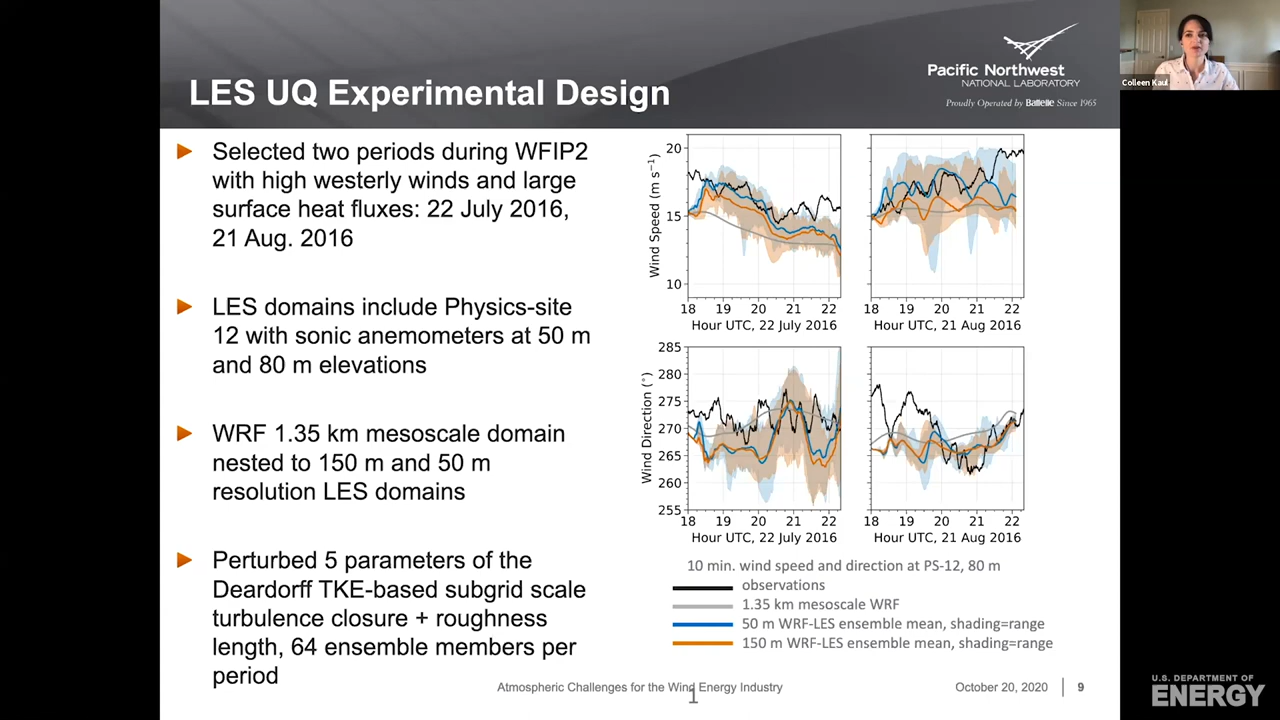 Pacific Northwest
NATIONAL LABORATORY
Proudly Operated by Battelle Since 1965
Colleen Kaul
LES UQ Experimental Design
► Selected two periods during WFIP2
with high westerly winds and large
surface heat fluxes: 22 July 2016,
21 Aug. 2016
► LES domains include Physics-site
12 with sonic anemometers at 50 m
and 80 m elevations
► WRF 1.35 km mesoscale domain
nested to 150 m and 50 m
resolution LES domains
► Perturbed 5 parameters of the
Deardorff TKE-based subgrid scale
turbulence closure + roughness
length, 64 ensemble members per
period
Wind Speed (m s⁻¹)
20
15
10
18 19 20 21 22
Hour UTC, 22 July 2016
18 19 20 21 22
Hour UTC, 21 Aug 2016
Wind Direction (°)
285
280
275
270
265
260
255
18 19 20 21 22
Hour UTC, 22 July 2016
18 19 20 21 22
Hour UTC, 21 Aug 2016
10 min. wind speed and direction at PS-12, 80 m
observations
1.35 km mesoscale WRF
50 m WRF-LES ensemble mean, shading=range
150 m WRF-LES ensemble mean, shading=range
Atmospheric Challenges for the Wind Energy Industry
1
October 20, 2020
9
U.S. DEPARTMENT OF
ENERGY